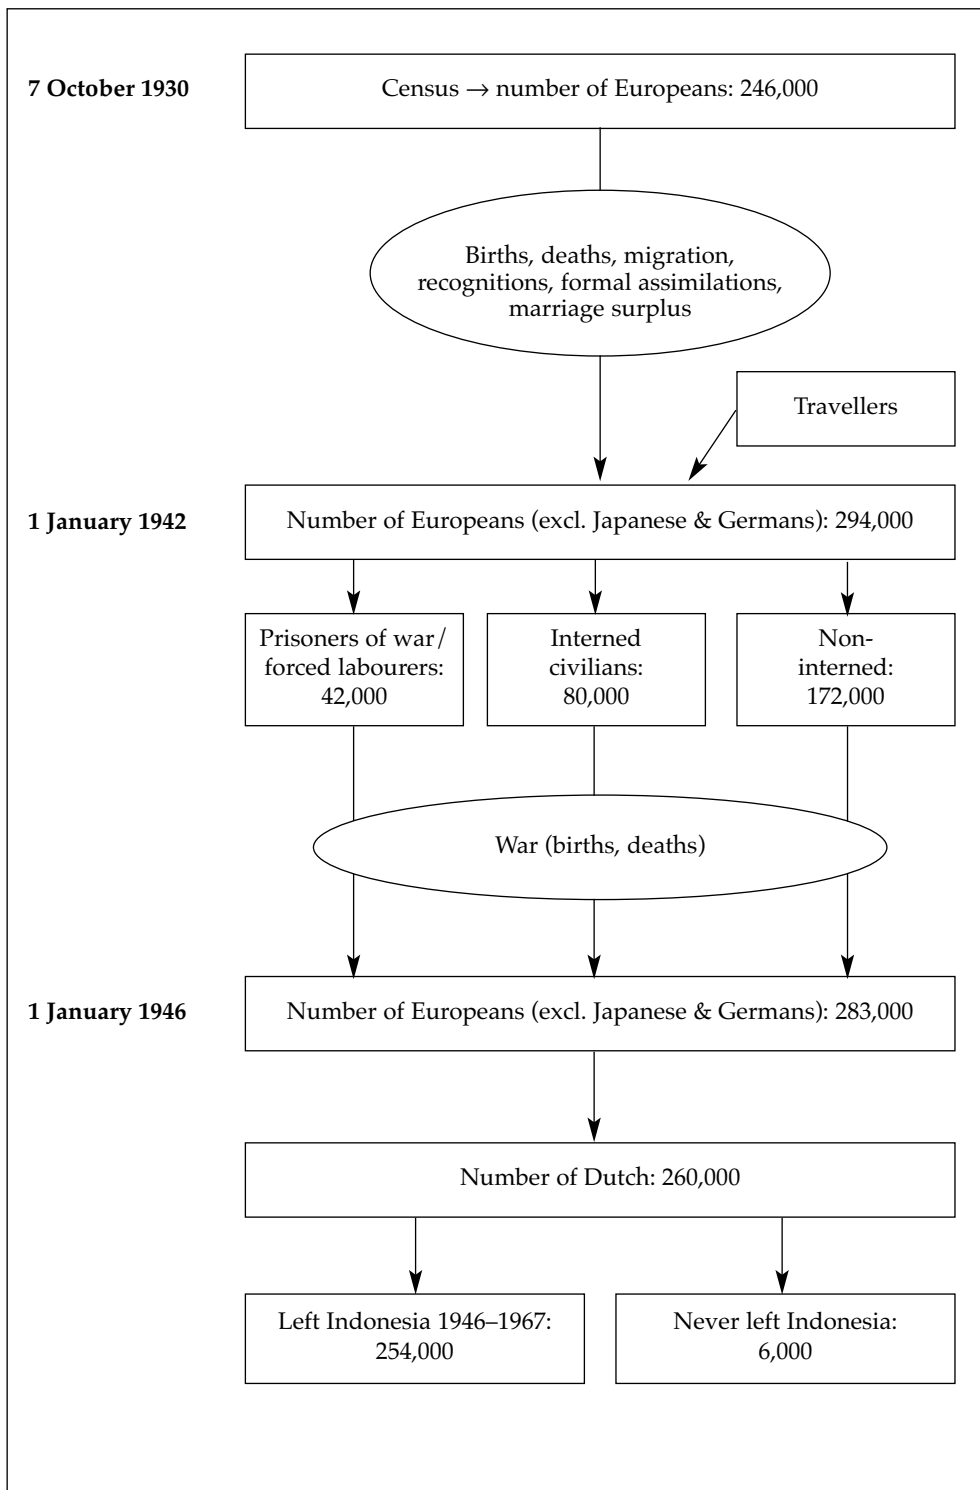 7 October 1930
Census → number of Europeans: 246,000
Births, deaths, migration,
recognitions, formal assimilations,
marriage surplus
Travellers
1 January 1942
Number of Europeans (excl. Japanese & Germans): 294,000
Prisoners of war/
forced labourers:
42,000
Interned
civilians:
80,000
Non-
interned:
172,000
War (births, deaths)
1 January 1946
Number of Europeans (excl. Japanese & Germans): 283,000
Number of Dutch: 260,000
Left Indonesia 1946–1967:
254,000
Never left Indonesia:
6,000